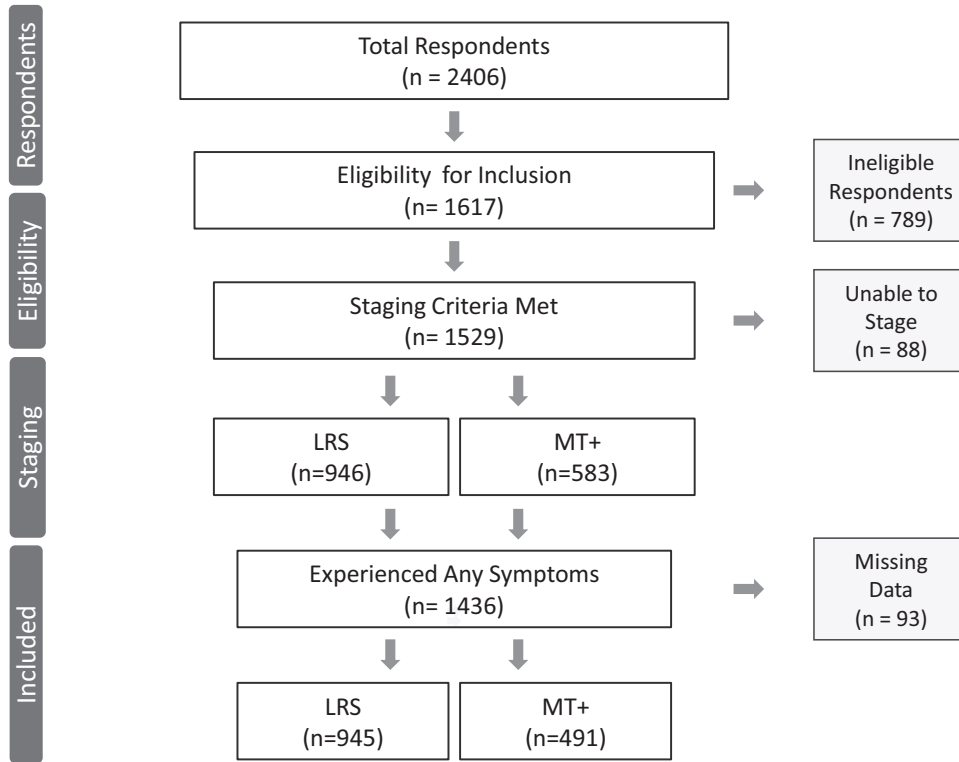 Respondents
Total Respondents
(n = 2406)
Eligibility for Inclusion
(n= 1617)
Ineligible
Respondents
(n = 789)
Eligibility
Staging Criteria Met
(n= 1529)
Unable to
Stage
(n = 88)
Staging
LRS
(n=946)
MT+
(n=583)
Included
Experienced Any Symptoms
(n= 1436)
Missing
Data
(n = 93)
LRS
(n=945)
MT+
(n=491)